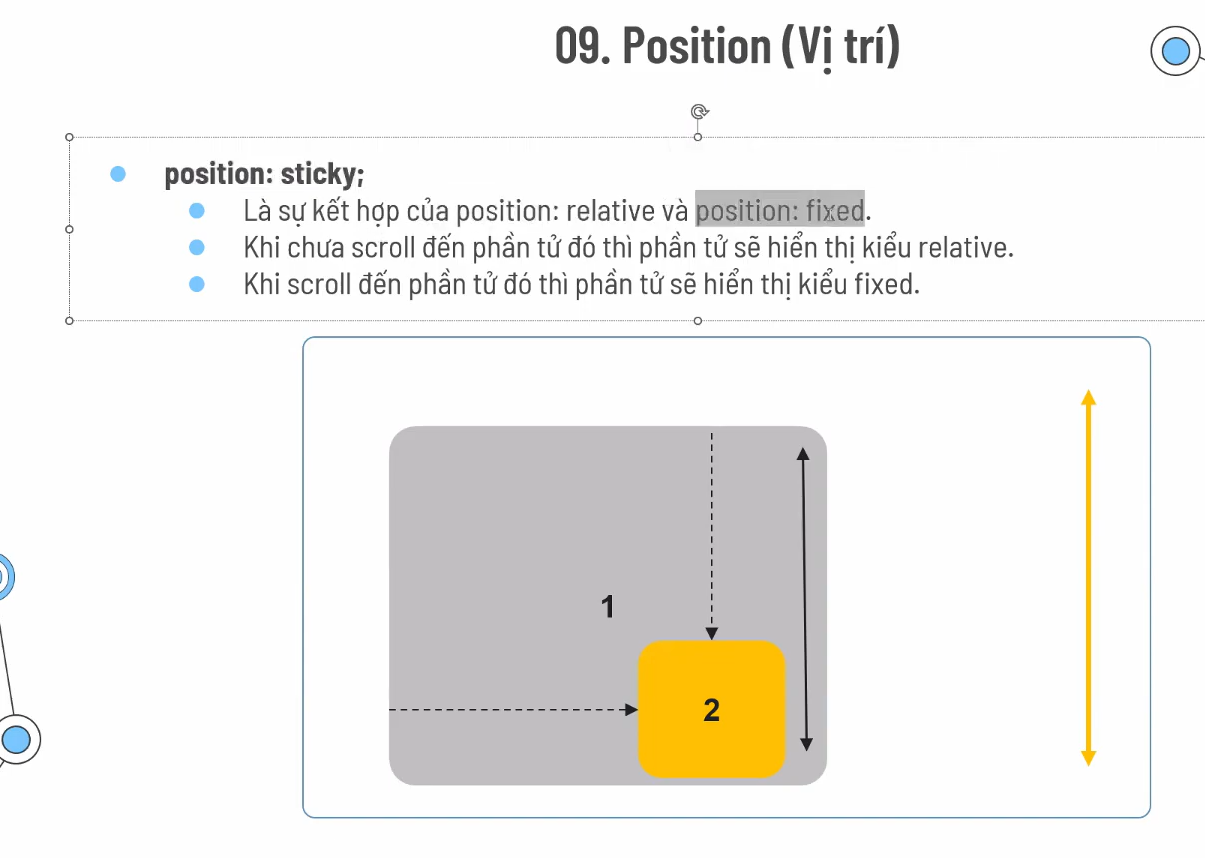 09. Position (Vị trí)
position: sticky;
Là sự kết hợp của position: relative và position: fixed.
Khi chưa scroll đến phần tử đó thì phần tử sẽ hiển thị kiểu relative.
Khi scroll đến phần tử đó thì phần tử sẽ hiển thị kiểu fixed.
1
2